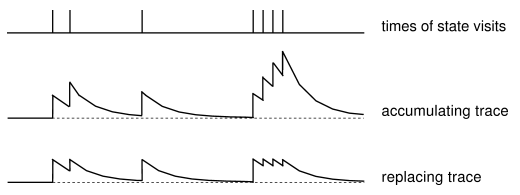 times of state visits
accumulating trace
replacing trace